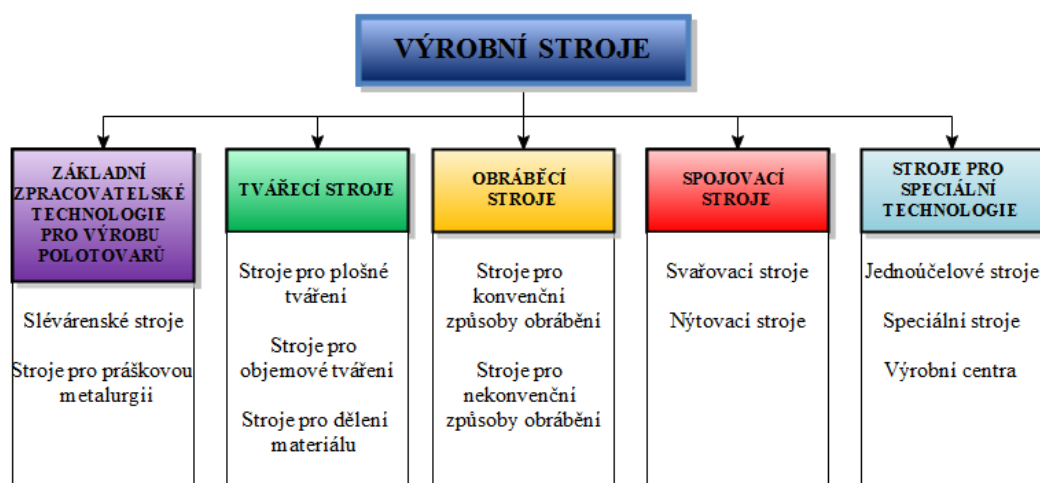 VÝROBNÍ STROJE
ZÁKLADNÍ
ZPRACOVATELSKÉ
TECHNOLOGIE
PRO VÝROBU
POLOTOVARŮ
Slévárenské stroje
Stroje pro práškovou
metalurgii
TVÁŘECÍ STROJE
Stroje pro plošné
tváření
Stroje pro
objemové tváření
Stroje pro dělení
materiálu
OBRÁBĚCÍ
STROJE
Stroje pro
konvenční
způsoby obrábění
Stroje pro
nekonvenční
způsoby obrábění
SPOJOVACÍ
STROJE
Svařovací stroje
Nýtovací stroje
STROJE PRO
SPECIÁLNÍ
TECHNOLOGIE
Jednoúčelové stroje
Speciální stroje
Výrobní centra